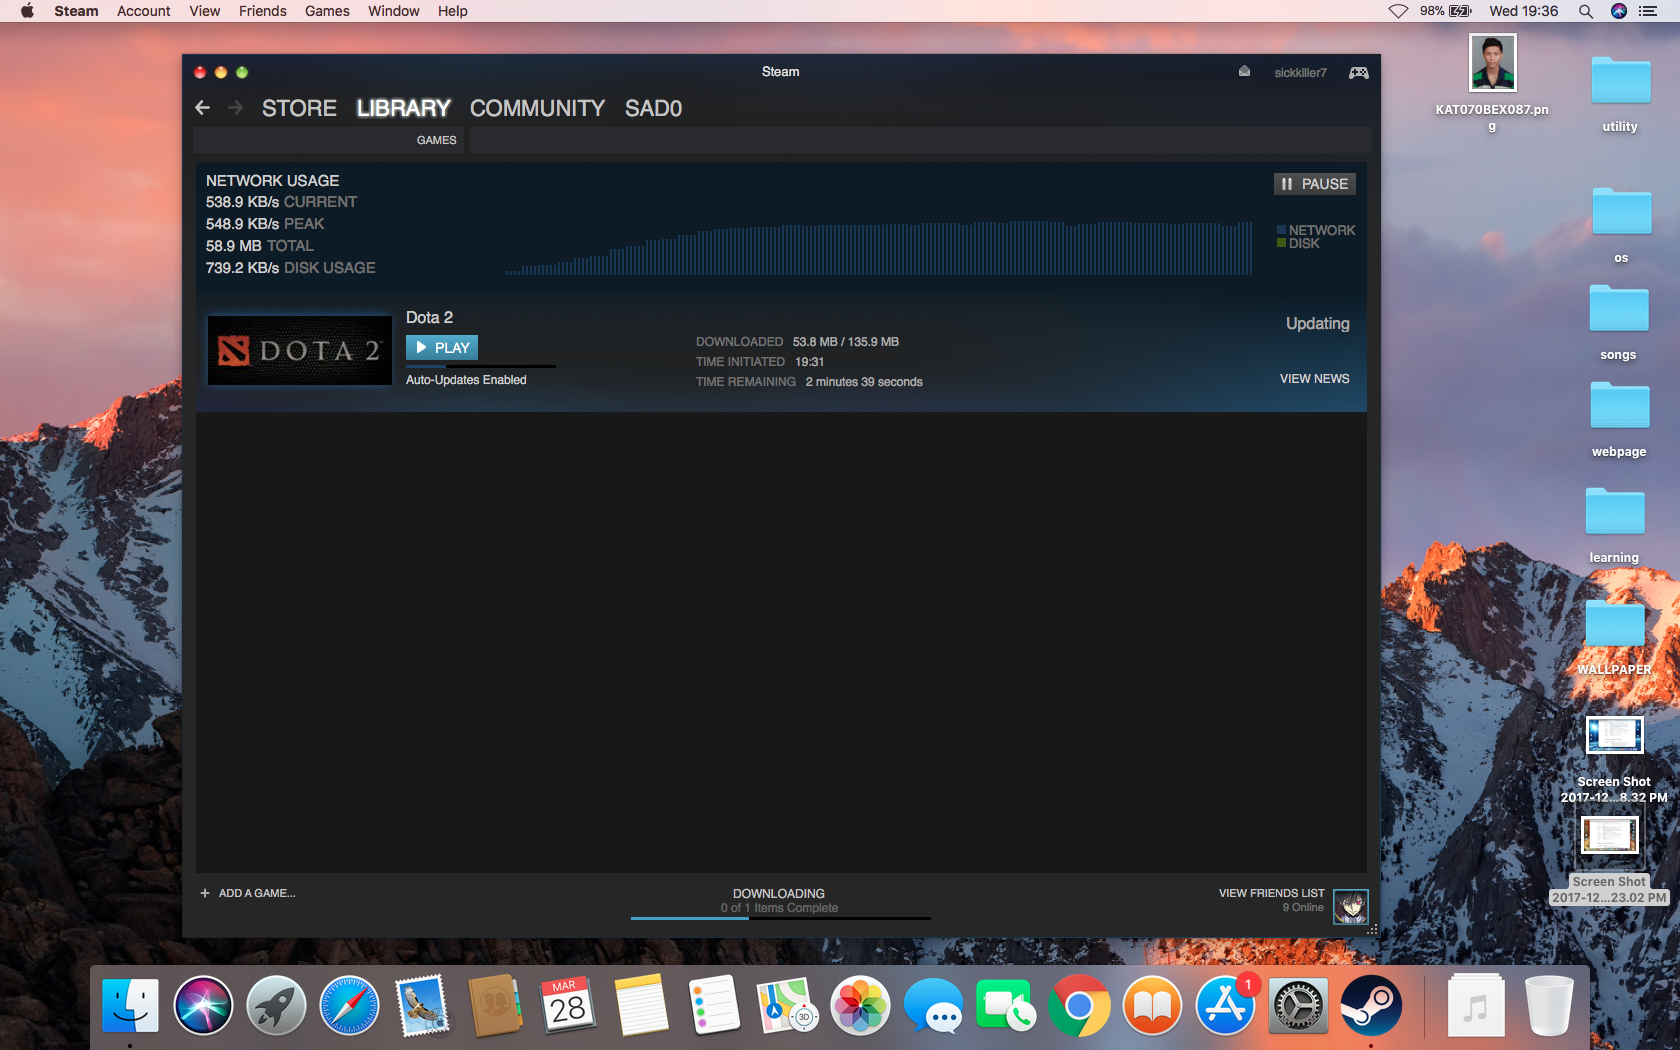 Steam Account View Friends Games Window Help
98% Wed 19:36
Steam
sickkiller7
STORE LIBRARY COMMUNITY SAD0
GAMES
NETWORK USAGE
538.9 KB/s CURRENT
548.9 KB/s PEAK
58.9 MB TOTAL
739.2 KB/s DISK USAGE
PAUSE
NETWORK
DISK
DOTA 2
Dota 2
PLAY
Auto-Updates Enabled
DOWNLOADED 53.8 MB / 135.9 MB
TIME INITIATED 19:31
TIME REMAINING 2 minutes 39 seconds
Updating
VIEW NEWS
+ ADD A GAME...
DOWNLOADING
0 of 1 Items Complete
VIEW FRIENDS LIST
9 Online
KAT070BEX087.pn
g
utility
os
songs
webpage
learning
WALLPAPER
Screen Shot
2017-12...8.32 PM
Screen Shot
2017-12...23.02 PM
MAR
28
3D
1